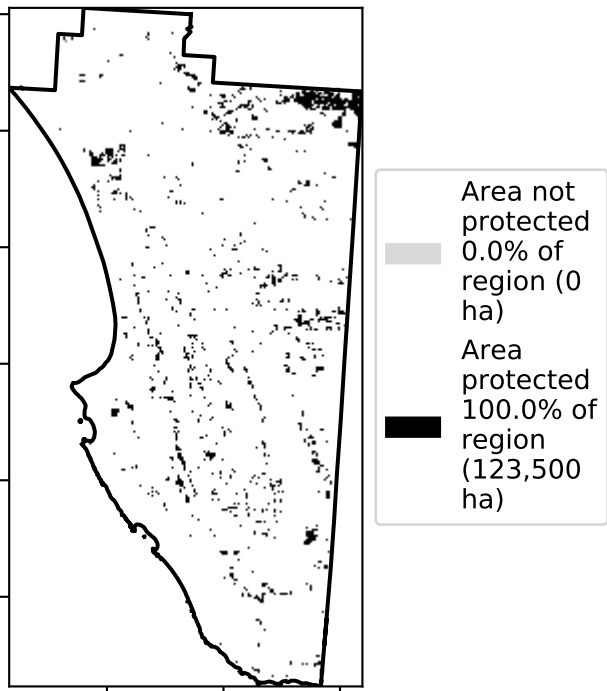 Area not
protected
0.0% of
region (0
ha)
Area
protected
100.0% of
region
(123,500
ha)